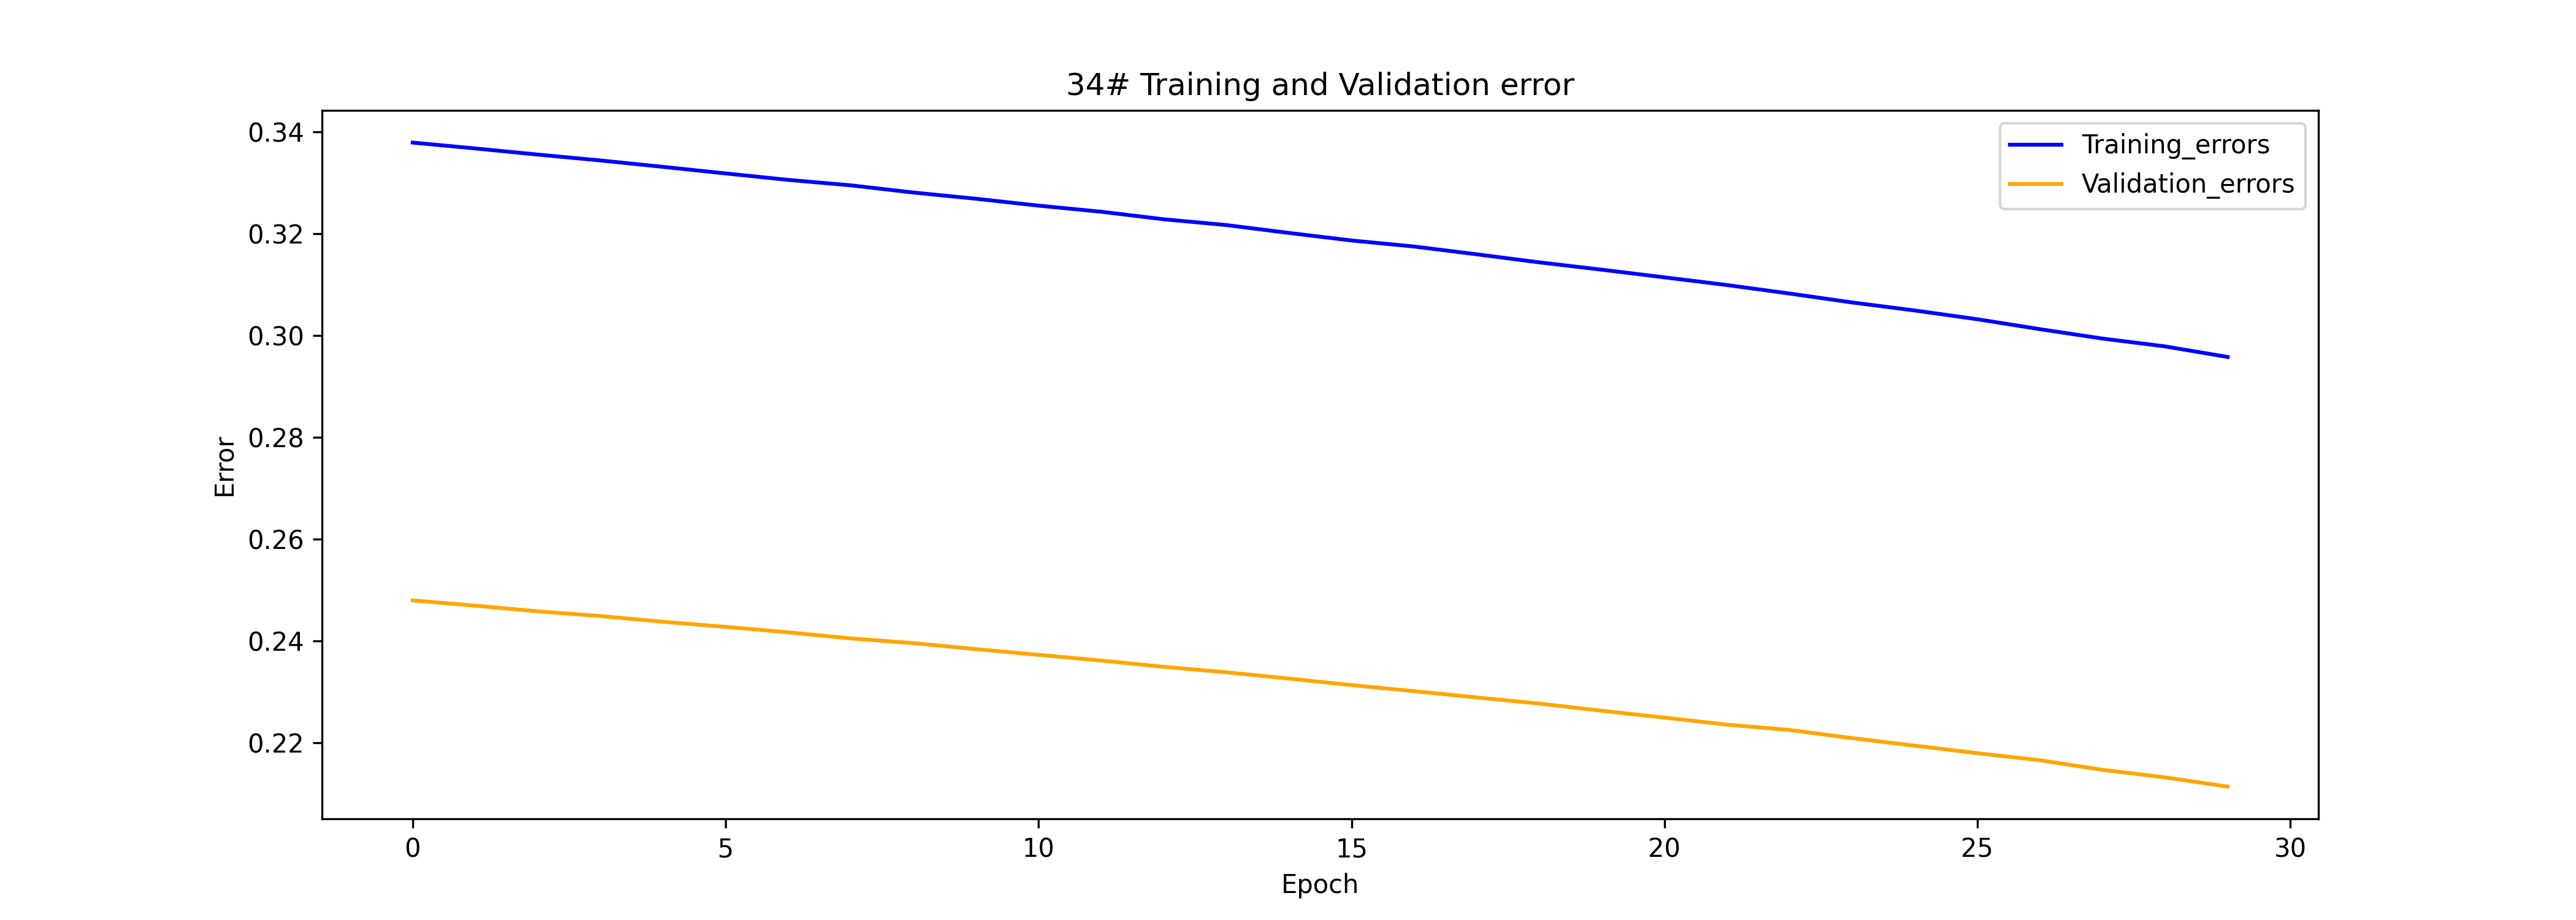 34# Training and Validation error
Training_errors
Validation_errors
Error
0.34
0.32
0.30
0.28
0.26
0.24
0.22
0
5
10
15
20
25
30
Epoch